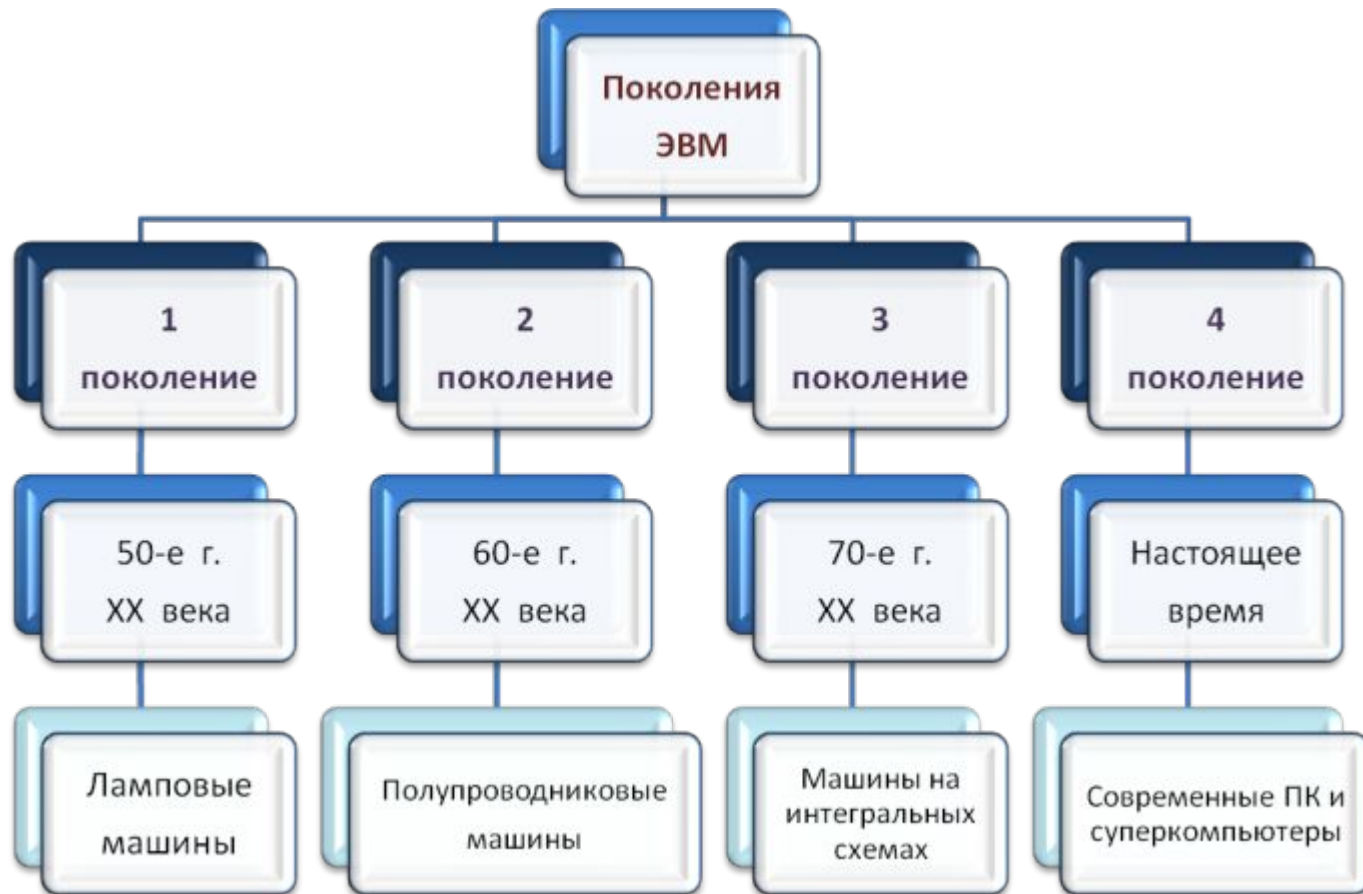 Поколения
ЭВМ
1
поколение
2
поколение
3
поколение
4
поколение
50-е г.
XX века
60-е г.
XX века
70-е г.
XX века
Настоящее
время
Ламповые
машины
Полупроводниковые
машины
Машины на
интегральных
схемах
Современные ПК и
суперкомпьютеры